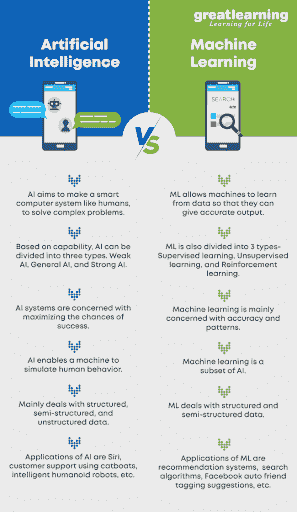 greatlearning
Learning for Life
Artificial
Intelligence
Machine
Learning
SEARCH
VS
AI aims to make a smart
computer system like humans,
to solve complex problems.
ML allows machines to learn
from data so that they can
give accurate output.
Based on capability, AI can be
divided into three types. Weak
AI, General AI, and Strong AI.
ML is also divided into 3 types-
Supervised learning, Unsupervised
learning, and Reinforcement
learning.
AI systems are concerned with
maximizing the chances of
success.
Machine learning is mainly
concerned with accuracy and
patterns.
AI enables a machine to
simulate human behavior.
Machine learning is a
subset of AI.
Mainly deals with structured,
semi-structured, and
unstructured data.
ML deals with structured and
semi-structured data.
Applications of AI are Siri,
customer support using catboats,
intelligent humanoid robots, etc.
Applications of ML are
recommendation systems, search
algorithms, Facebook auto friend
tagging suggestions, etc.